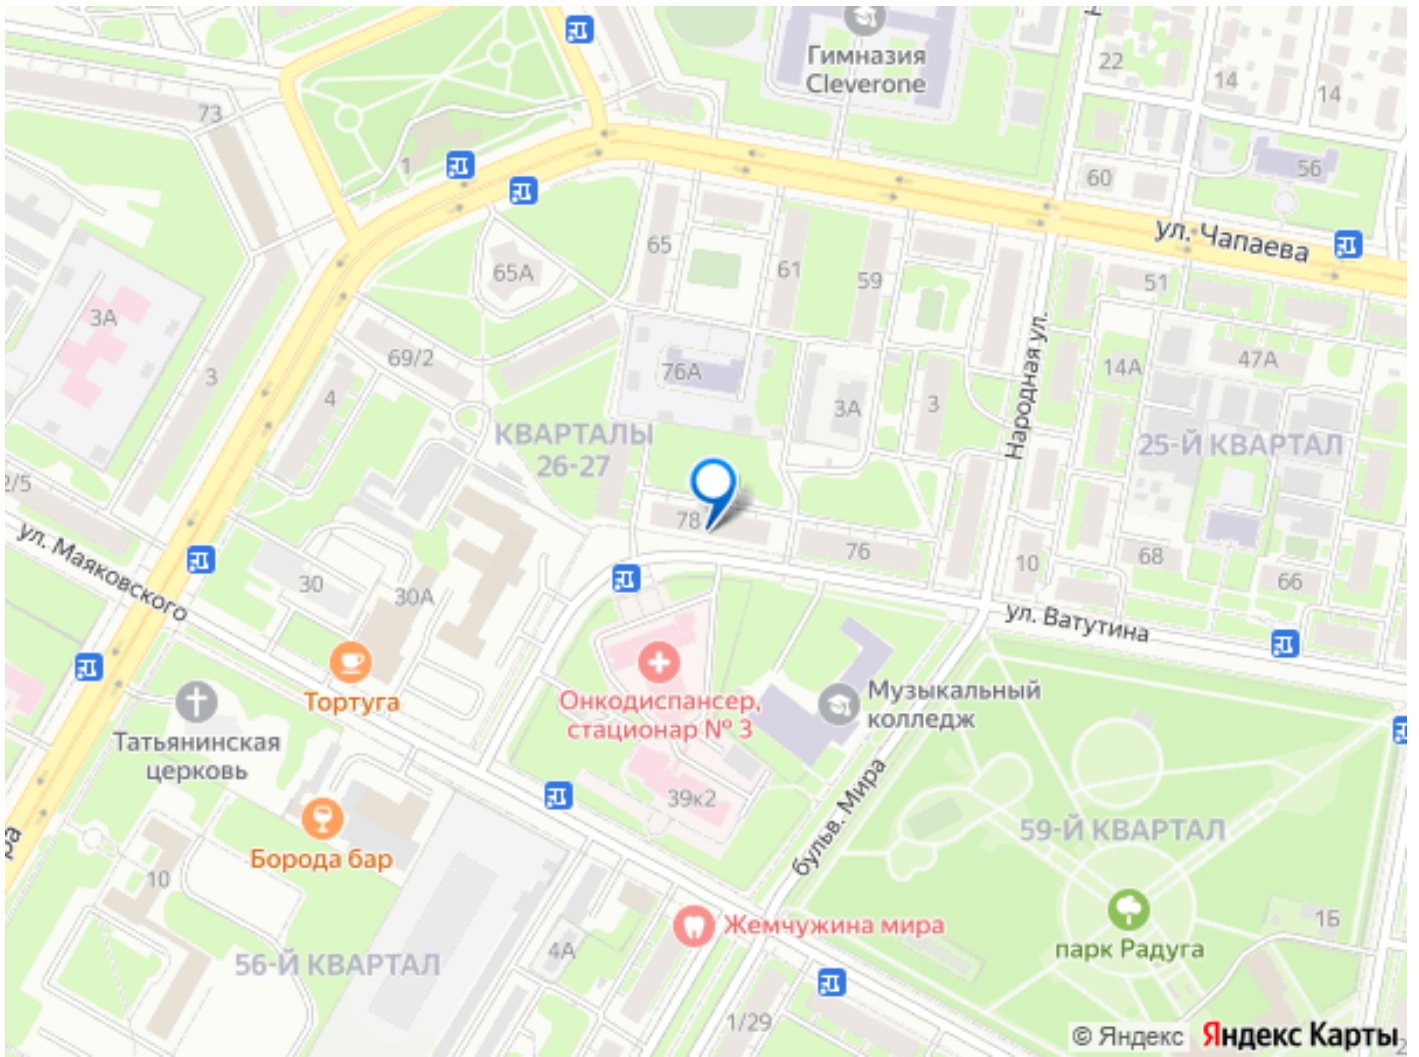 Гимназия
Cleverone
22
14
14
73
1
56
60
ул. Чапаева
65
65А
61
59
51
3А
69/2
3
4
76А
3А
3
Народная ул.
14А
47А
КВАРТАЛЫ
26-27
25-Й КВАРТАЛ
2/5
78
76
10
68
66
ул. Маяковского
30
30А
ул. Ватутина
Тортуга
Онкодиспансер,
стационар № 3
Музыкальный
колледж
Татьянинская
церковь
39к2
бульв. Мира
59-Й КВАРТАЛ
Борода бар
10
Жемчужина мира
1Б
4А
парк Радуга
56-Й КВАРТАЛ
1/29
© Яндекс Яндекс Карты